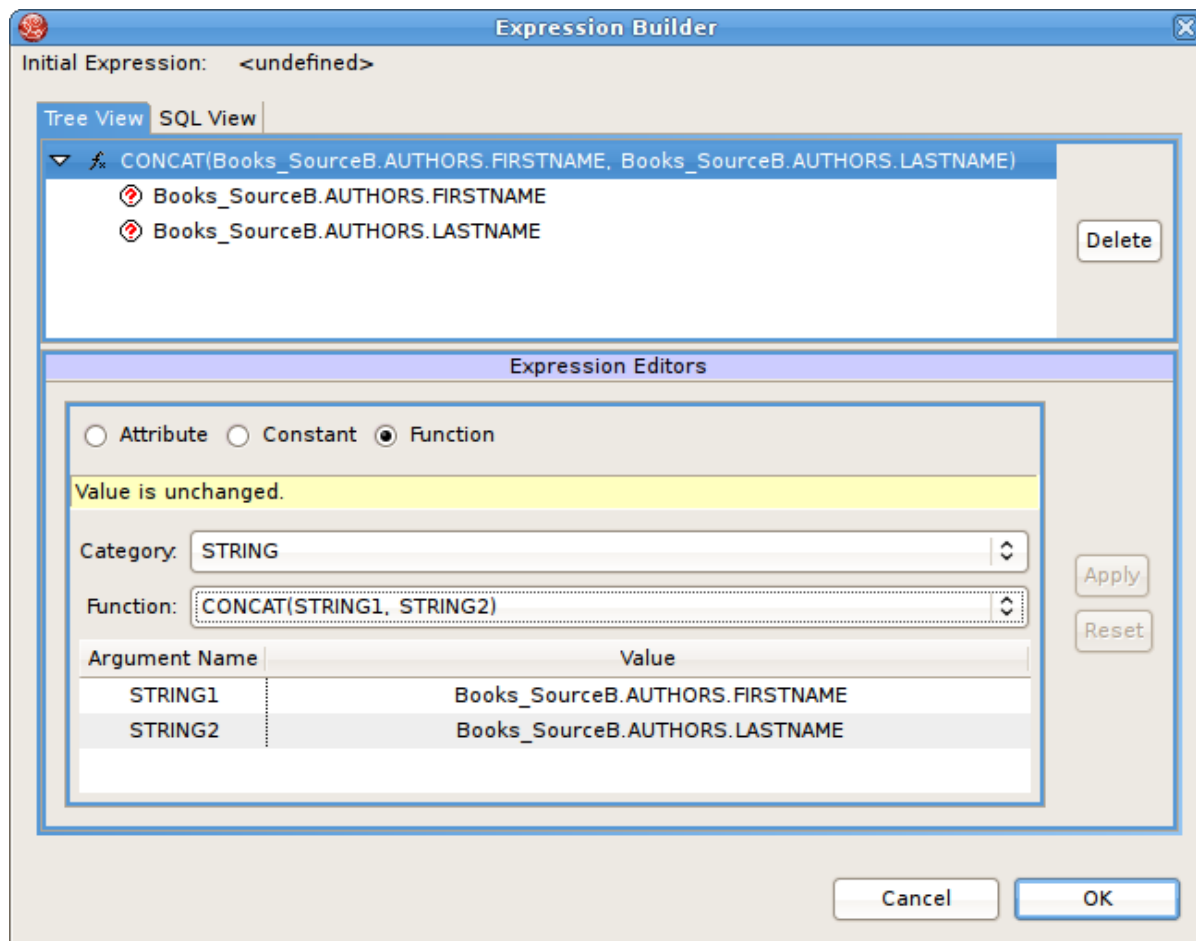 Expression Builder
Initial Expression: <undefined>
Tree View SQL View
CONCAT(Books_SourceB.AUTHORS.FIRSTNAME, Books_SourceB.AUTHORS.LASTNAME)
Books_SourceB.AUTHORS.FIRSTNAME
Books_SourceB.AUTHORS.LASTNAME
Delete
Expression Editors
Attribute Constant Function
Value is unchanged.
Category: STRING
Apply
Function: CONCAT(STRING1, STRING2)
Reset
Argument Name Value
STRING1 Books_SourceB.AUTHORS.FIRSTNAME
STRING2 Books_SourceB.AUTHORS.LASTNAME
Cancel OK